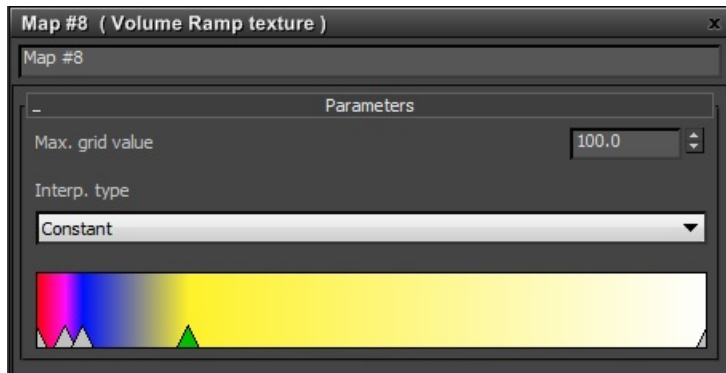 Map #8  ( Volume Ramp texture )
x
Map #8
- Parameters
Max. grid value 100.0
Interp. type
Constant